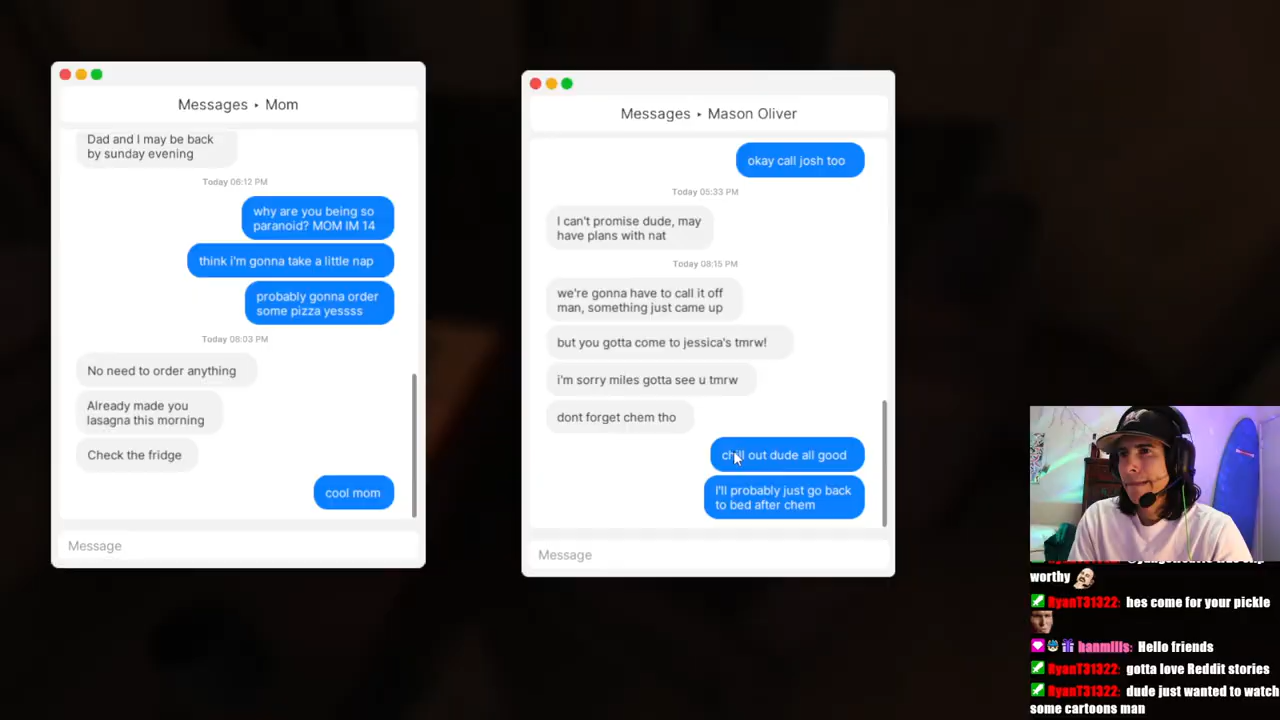 Messages ‣ Mom
Dad and I may be back
by sunday evening
Today 06:12 PM
why are you being so
paranoid? MOM IM 14
think i'm gonna take a little nap
probably gonna order
some pizza yessss
Today 08:03 PM
No need to order anything
Already made you
lasagna this morning
Check the fridge
cool mom
Message
Messages ‣ Mason Oliver
okay call josh too
Today 05:33 PM
I can't promise dude, may
have plans with nat
Today 08:15 PM
we're gonna have to call it off
man, something just came up
but you gotta come to jessica's tmrw!
i'm sorry miles gotta see u tmrw
dont forget chem tho
chill out dude all good
I'll probably just go back
to bed after chem
Message
worthy
RyanT31322: hes come for your pickle
hanmills: Hello friends
RyanT31322: gotta love Reddit stories
RyanT31322: dude just wanted to watch
some cartoons man